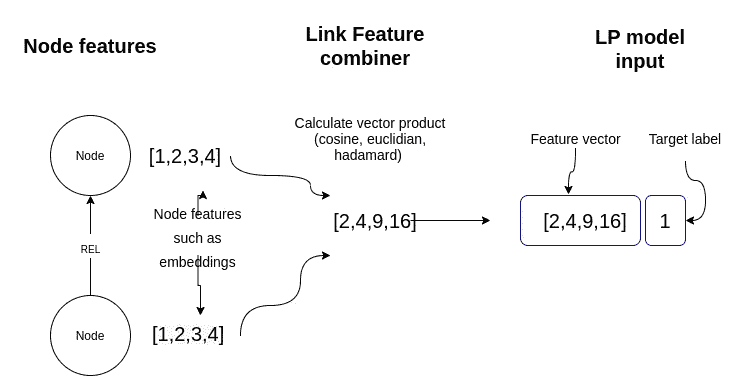 Node features
Link Feature
combiner
LP model
input
Calculate vector product
(cosine, euclidian,
hadamard)
Feature vector
Target label
Node
[1,2,3,4]
Node features
such as
embeddings
[2,4,9,16]
[2,4,9,16]
1
REL
Node
[1,2,3,4]